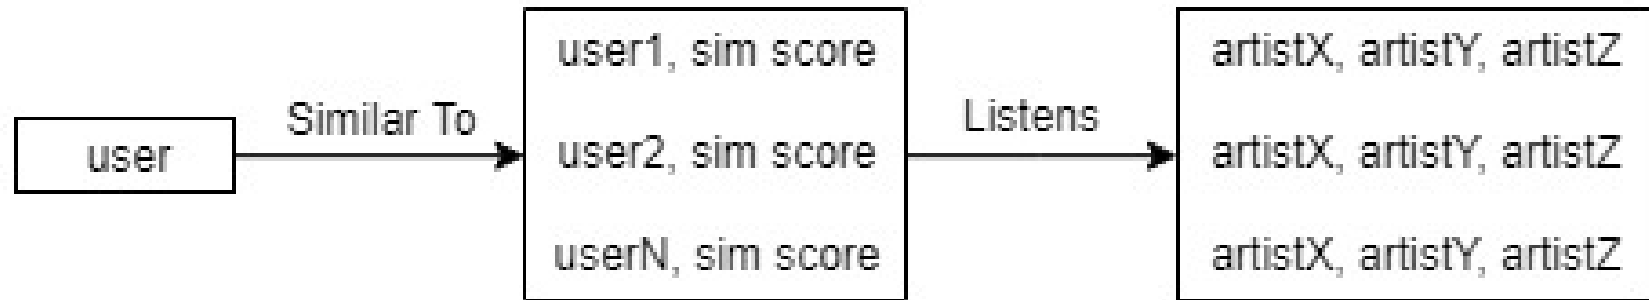 user
Similar To
user1, sim score
user2, sim score
userN, sim score
Listens
artistX, artistY, artistZ
artistX, artistY, artistZ
artistX, artistY, artistZ